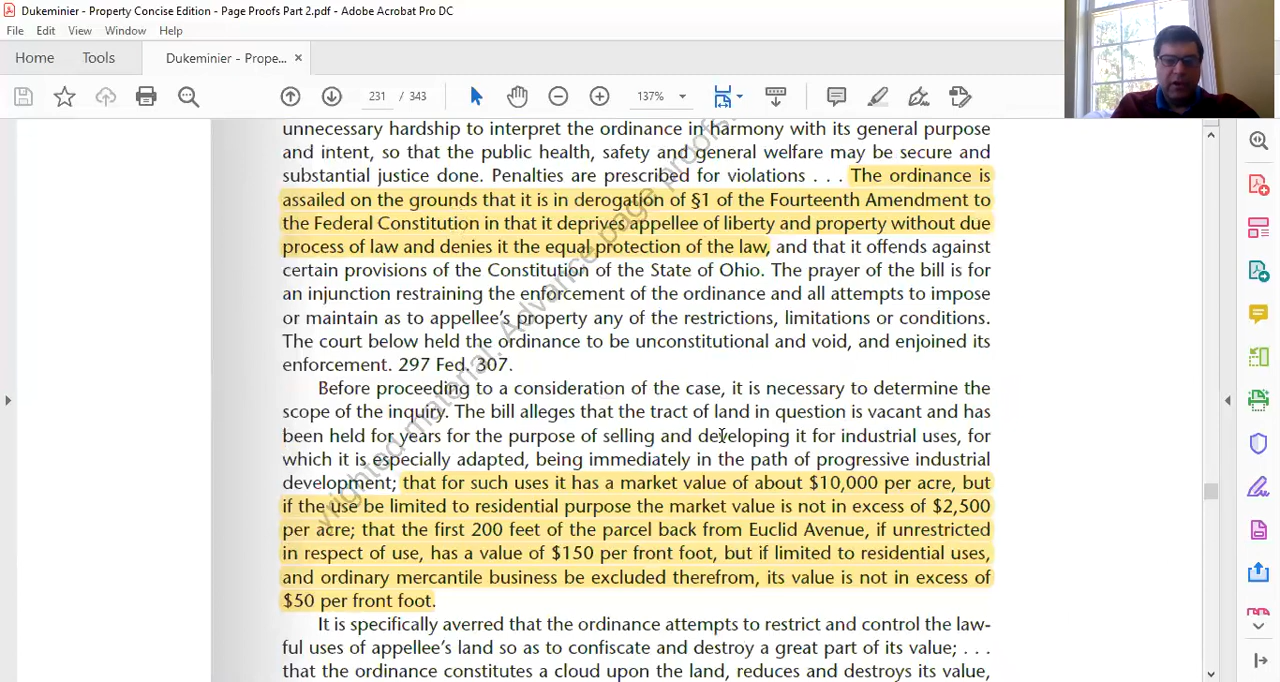 Dukeminier - Property Concise Edition - Page Proofs Part 2.pdf - Adobe Acrobat Pro DC
File Edit View Window Help
Home Tools Dukeminier - Prope... ×
231 / 343 137%
unnecessary hardship to interpret the ordinance in harmony with its general purpose
and intent, so that the public health, safety and general welfare may be secure and
substantial justice done. Penalties are prescribed for violations . . . The ordinance is
assailed on the grounds that it is in derogation of §1 of the Fourteenth Amendment to
the Federal Constitution in that it deprives appellee of liberty and property without due
process of law and denies it the equal protection of the law, and that it offends against
certain provisions of the Constitution of the State of Ohio. The prayer of the bill is for
an injunction restraining the enforcement of the ordinance and all attempts to impose
or maintain as to appellee's property any of the restrictions, limitations or conditions.
The court below held the ordinance to be unconstitutional and void, and enjoined its
enforcement. 297 Fed. 307.
Before proceeding to a consideration of the case, it is necessary to determine the
scope of the inquiry. The bill alleges that the tract of land in question is vacant and has
been held for years for the purpose of selling and developing it for industrial uses, for
which it is especially adapted, being immediately in the path of progressive industrial
development; that for such uses it has a market value of about $10,000 per acre, but
if the use be limited to residential purpose the market value is not in excess of $2,500
per acre; that the first 200 feet of the parcel back from Euclid Avenue, if unrestricted
in respect of use, has a value of $150 per front foot, but if limited to residential uses,
and ordinary mercantile business be excluded therefrom, its value is not in excess of
$50 per front foot.
It is specifically averred that the ordinance attempts to restrict and control the law-
ful uses of appellee's land so as to confiscate and destroy a great part of its value; . . .
that the ordinance constitutes a cloud upon the land, reduces and destroys its value,
yrighted material. Advance page proofs.